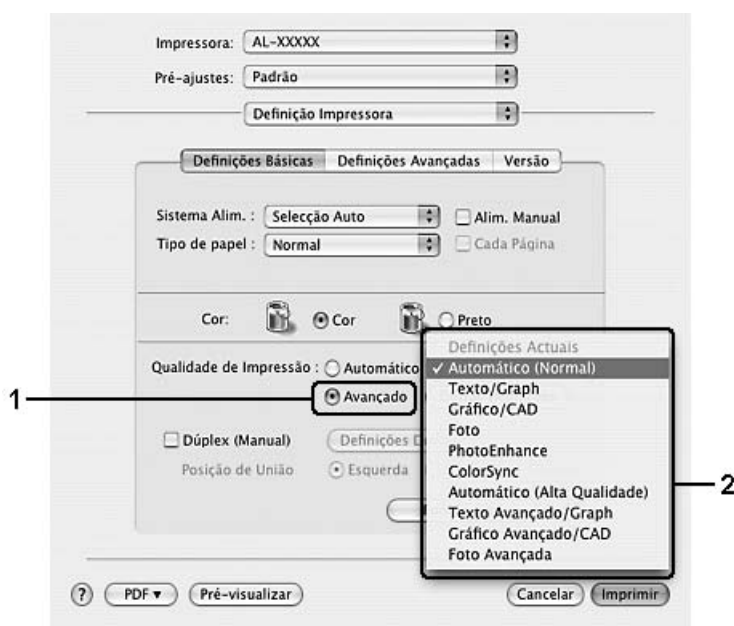 Impressora: AL-XXXXX
Pré-ajustes: Padrão
Definição Impressora
Definições Básicas Definições Avançadas Versão
Sistema Alim. : Selecção Auto Alim. Manual
Tipo de papel : Normal Cada Página
Cor: Cor Preto
Qualidade de Impressão : Automático
1 Avançado
Definições Actuais
✓ Automático (Normal)
Texto/Graph
Gráfico/CAD
Foto
PhotoEnhance
ColorSync
Automático (Alta Qualidade)
Texto Avançado/Graph
Gráfico Avançado/CAD
Foto Avançada
2
Dúplex (Manual) Definições
Posição de União Esquerda
? PDF ▼ Pré-visualizar Cancelar Imprimir